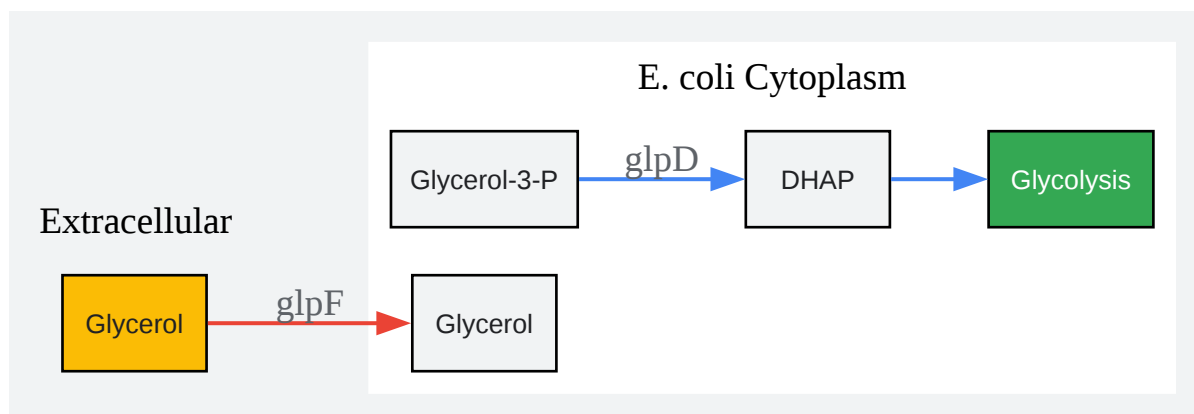 E. coli Cytoplasm
Glycerol-3-P
glpD
DHAP
Glycolysis
Extracellular
Glycerol
glpF
Glycerol